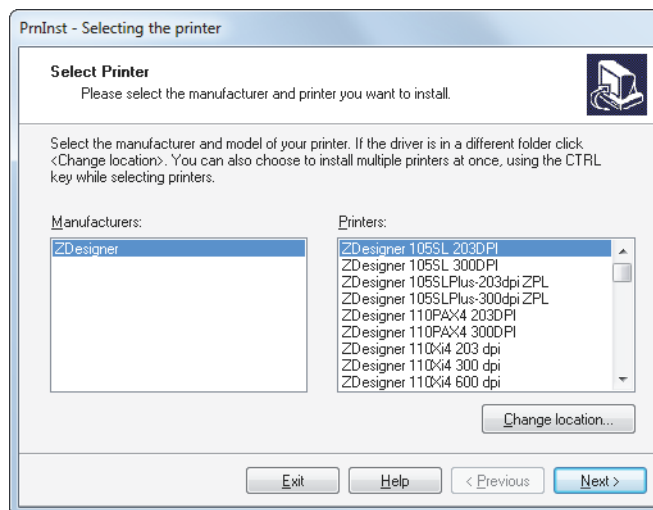 PrnInst - Selecting the printer
Select Printer
Please select the manufacturer and printer you want to install.
Select the manufacturer and model of your printer. If the driver is in a different folder click
<Change location>. You can also choose to install multiple printers at once, using the CTRL
key while selecting printers.
Manufacturers:
ZDesigner
Printers:
ZDesigner 105SL 203DPI
ZDesigner 105SL 300DPI
ZDesigner 105SLPlus-203dpi ZPL
ZDesigner 105SLPlus-300dpi ZPL
ZDesigner 110PAX4 203DPI
ZDesigner 110PAX4 300DPI
ZDesigner 110Xi4 203 dpi
ZDesigner 110Xi4 300 dpi
ZDesigner 110Xi4 600 dpi
Change location...
Exit
Help
< Previous
Next >